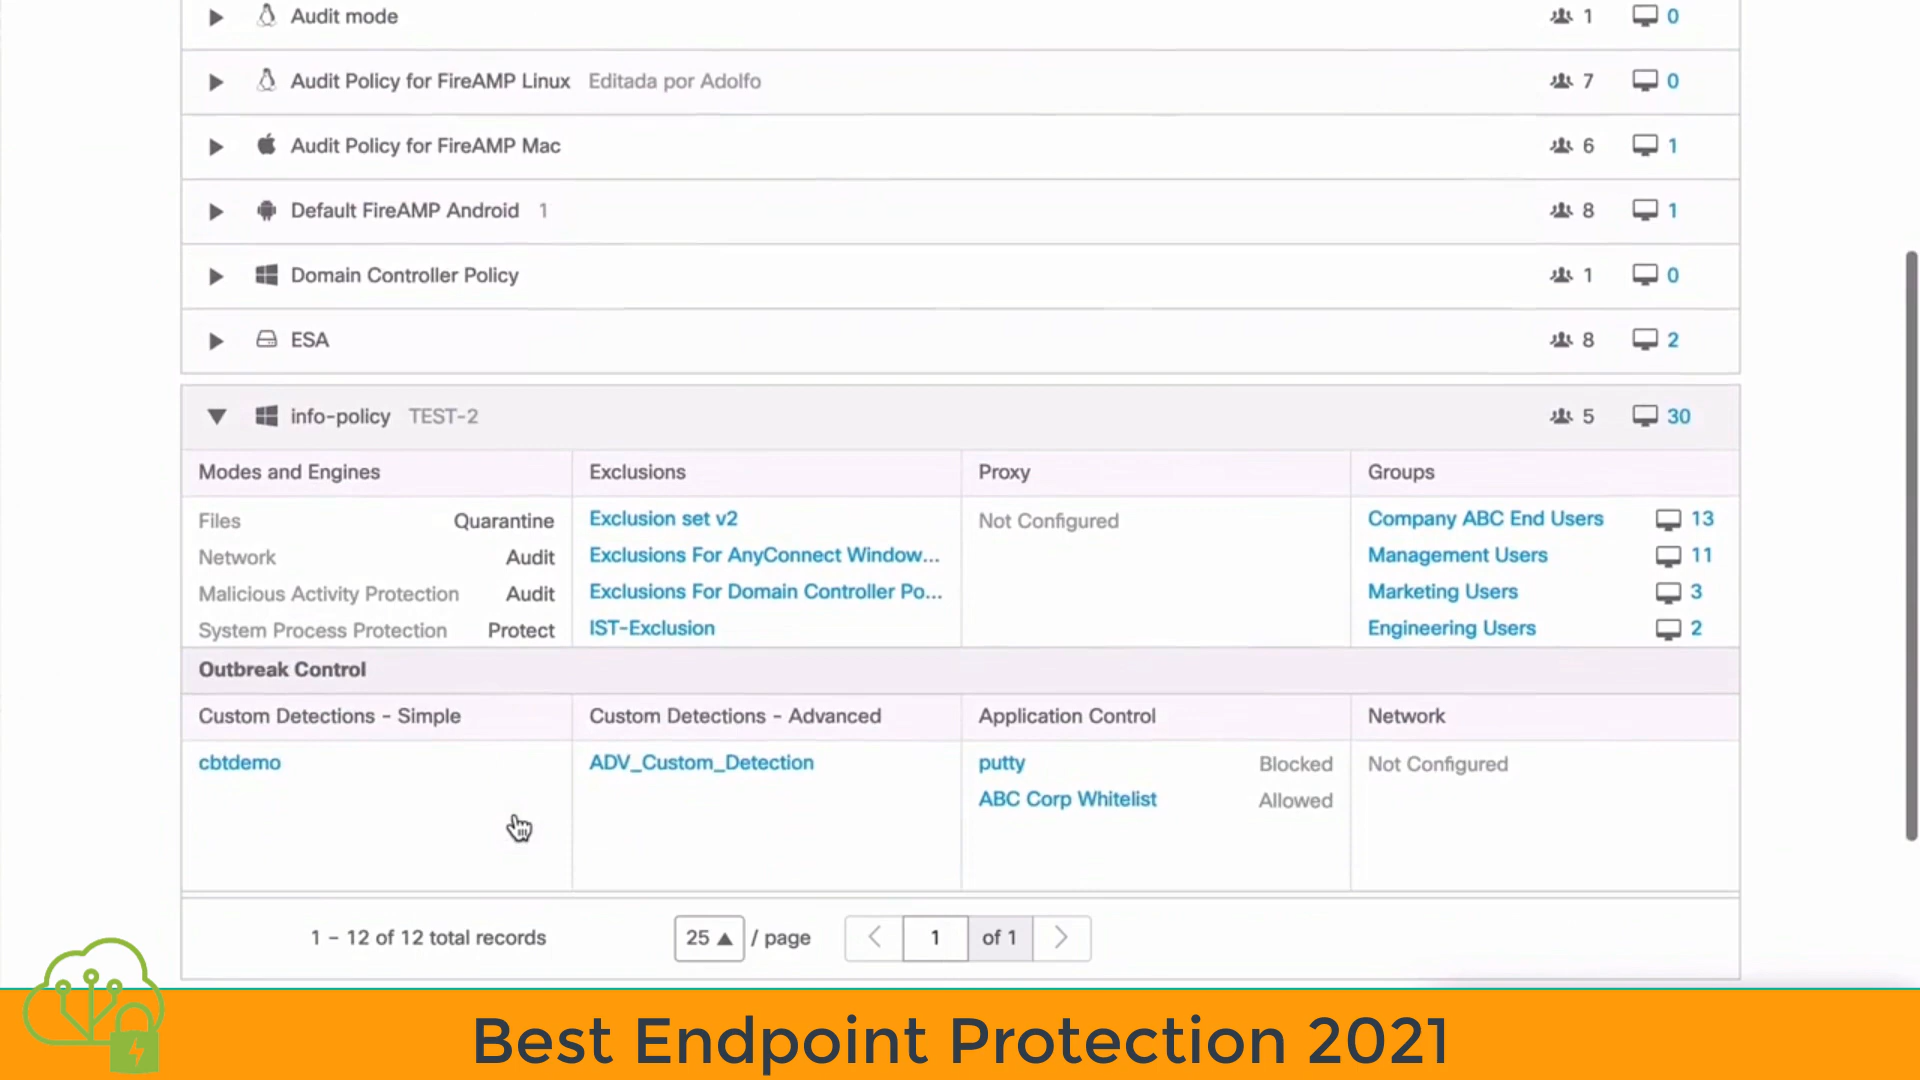 Audit mode 1 0
Audit Policy for FireAMP Linux Editada por Adolfo 7 0
Audit Policy for FireAMP Mac 6 1
Default FireAMP Android 1 8 1
Domain Controller Policy 1 0
ESA 8 2
info-policy TEST-2 5 30
Modes and Engines Exclusions Proxy Groups
Files Quarantine Exclusion set v2 Not Configured Company ABC End Users 13
Network Audit Exclusions For AnyConnect Window... Management Users 11
Malicious Activity Protection Audit Exclusions For Domain Controller Po... Marketing Users 3
System Process Protection Protect IST-Exclusion Engineering Users 2
Outbreak Control
Custom Detections - Simple Custom Detections - Advanced Application Control Network
cbtdemo ADV_Custom_Detection putty Blocked Not Configured
ABC Corp Whitelist Allowed
1 – 12 of 12 total records 25 / page 1 of 1
Best Endpoint Protection 2021